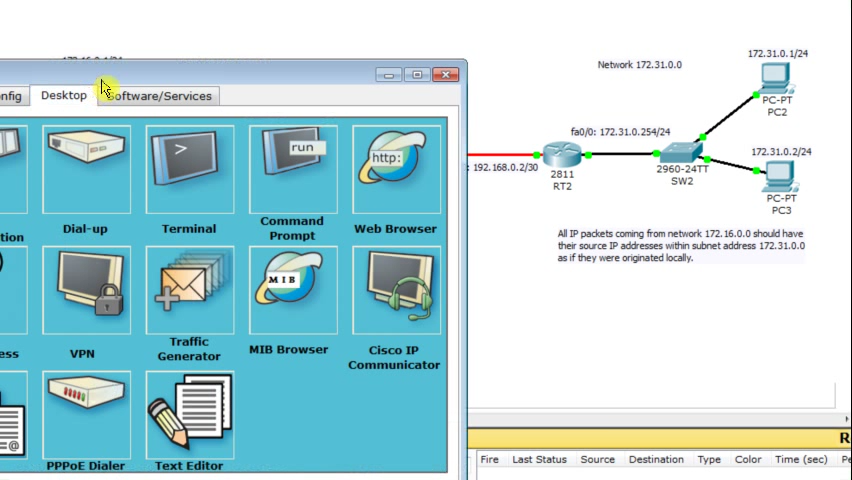 Network 172.31.0.0
172.31.0.1/24
PC-PT
PC2
fa0/0: 172.31.0.254/24
: 192.168.0.2/30
2811
RT2
2960-24TT
SW2
172.31.0.2/24
PC-PT
PC3
All IP packets coming from network 172.16.0.0 should have
their source IP addresses within subnet address 172.31.0.0
as if they were originated locally.
nfig
Desktop
Software/Services
>
run
http:
tion
Dial-up
Terminal
Command
Prompt
Web Browser
MIB
ess
VPN
Traffic
Generator
MIB Browser
Cisco IP
Communicator
=@
PPPoE Dialer
Text Editor
R
Fire
Last Status
Source
Destination
Type
Color
Time (sec)
Pe